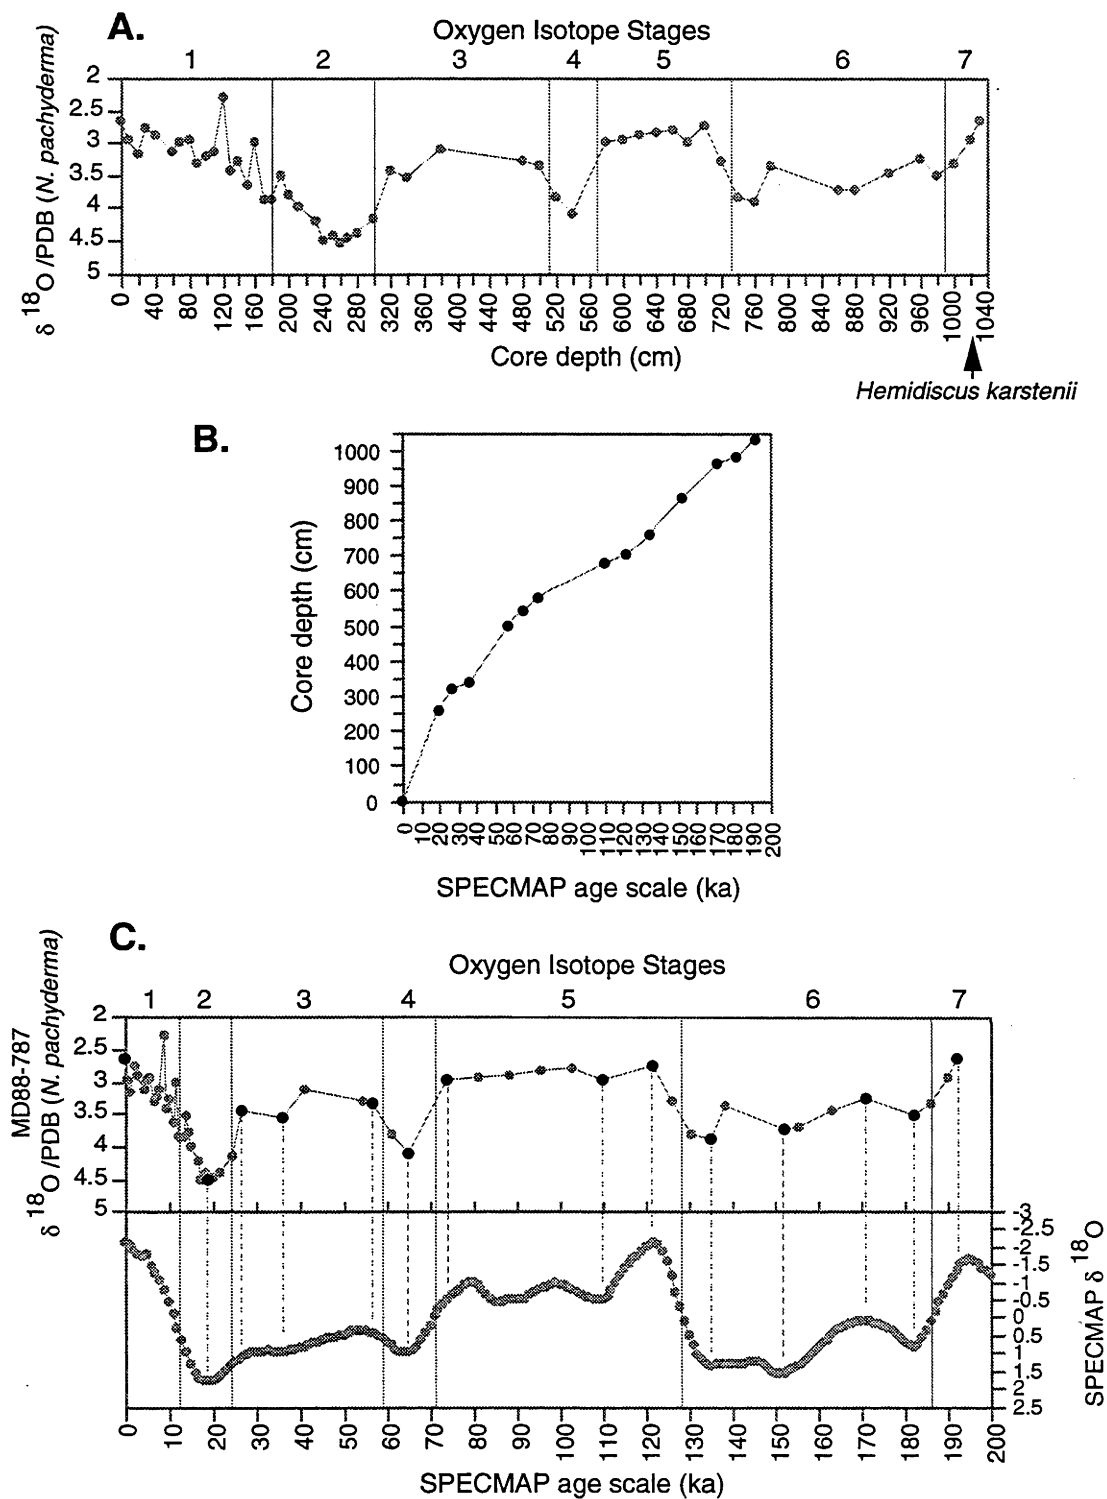 A.
Oxygen Isotope Stages
1 2 3 4 5 6 7
δ 18O /PDB (N. pachyderma)
2
2.5
3
3.5
4
4.5
5
0 40 80 120 160 200 240 280 320 360 400 440 480 520 560 600 640 680 720 760 800 840 880 920 960 1000 1040
Core depth (cm)
Hemidiscus karstenii
B.
Core depth (cm)
1000
900
800
700
600
500
400
300
200
100
0
0 10 20 30 40 50 60 70 80 90 100 110 120 130 140 150 160 170 180 190 200
SPECMAP age scale (ka)
C.
Oxygen Isotope Stages
1 2 3 4 5 6 7
MD88-787
δ 18O /PDB (N. pachyderma)
2
2.5
3
3.5
4
4.5
5
-3
-2.5
-2
-1.5
-1
-0.5
0
0.5
1
1.5
2
2.5
SPECMAP δ 18O
0 10 20 30 40 50 60 70 80 90 100 110 120 130 140 150 160 170 180 190 200
SPECMAP age scale (ka)